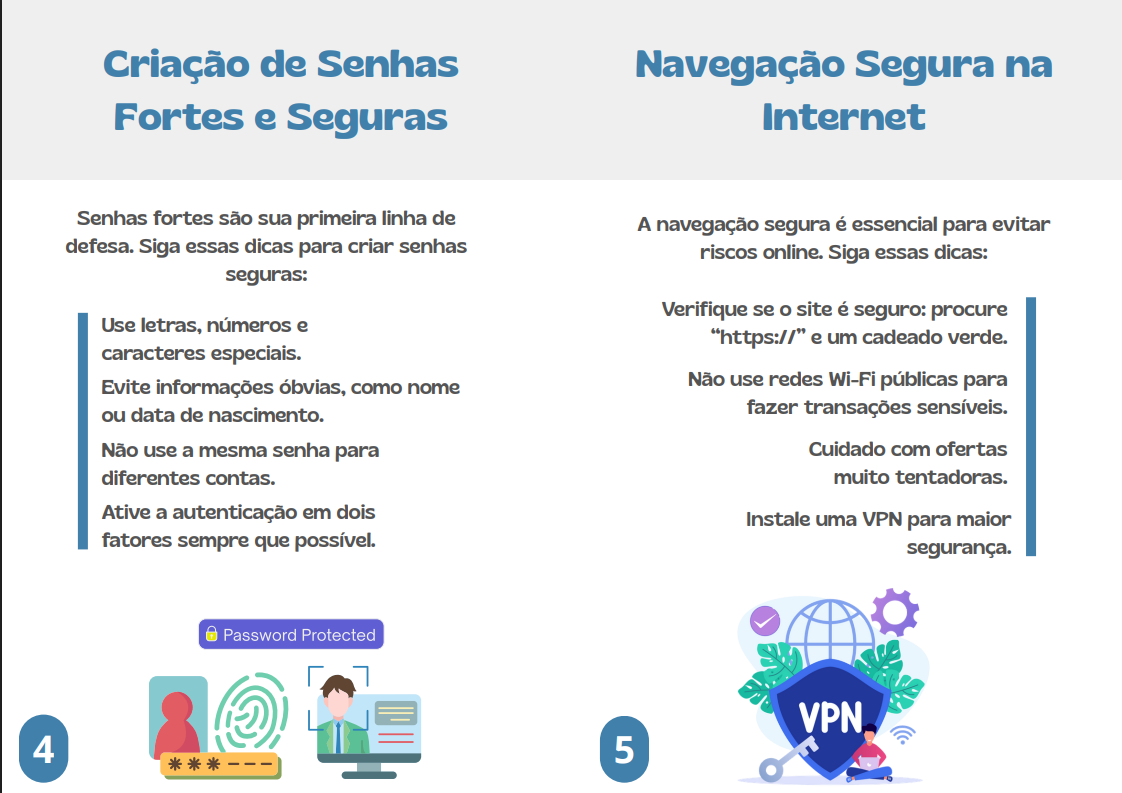 Criação de Senhas
Fortes e Seguras
Senhas fortes são sua primeira linha de
defesa. Siga essas dicas para criar senhas
seguras:
Use letras, números e
caracteres especiais.
Evite informações óbvias, como nome
ou data de nascimento.
Não use a mesma senha para
diferentes contas.
Ative a autenticação em dois
fatores sempre que possível.
Password Protected
***---
4
Navegação Segura na
Internet
A navegação segura é essencial para evitar
riscos online. Siga essas dicas:
Verifique se o site é seguro: procure
“https://” e um cadeado verde.
Não use redes Wi-Fi públicas para
fazer transações sensíveis.
Cuidado com ofertas
muito tentadoras.
Instale uma VPN para maior
segurança.
VPN
5